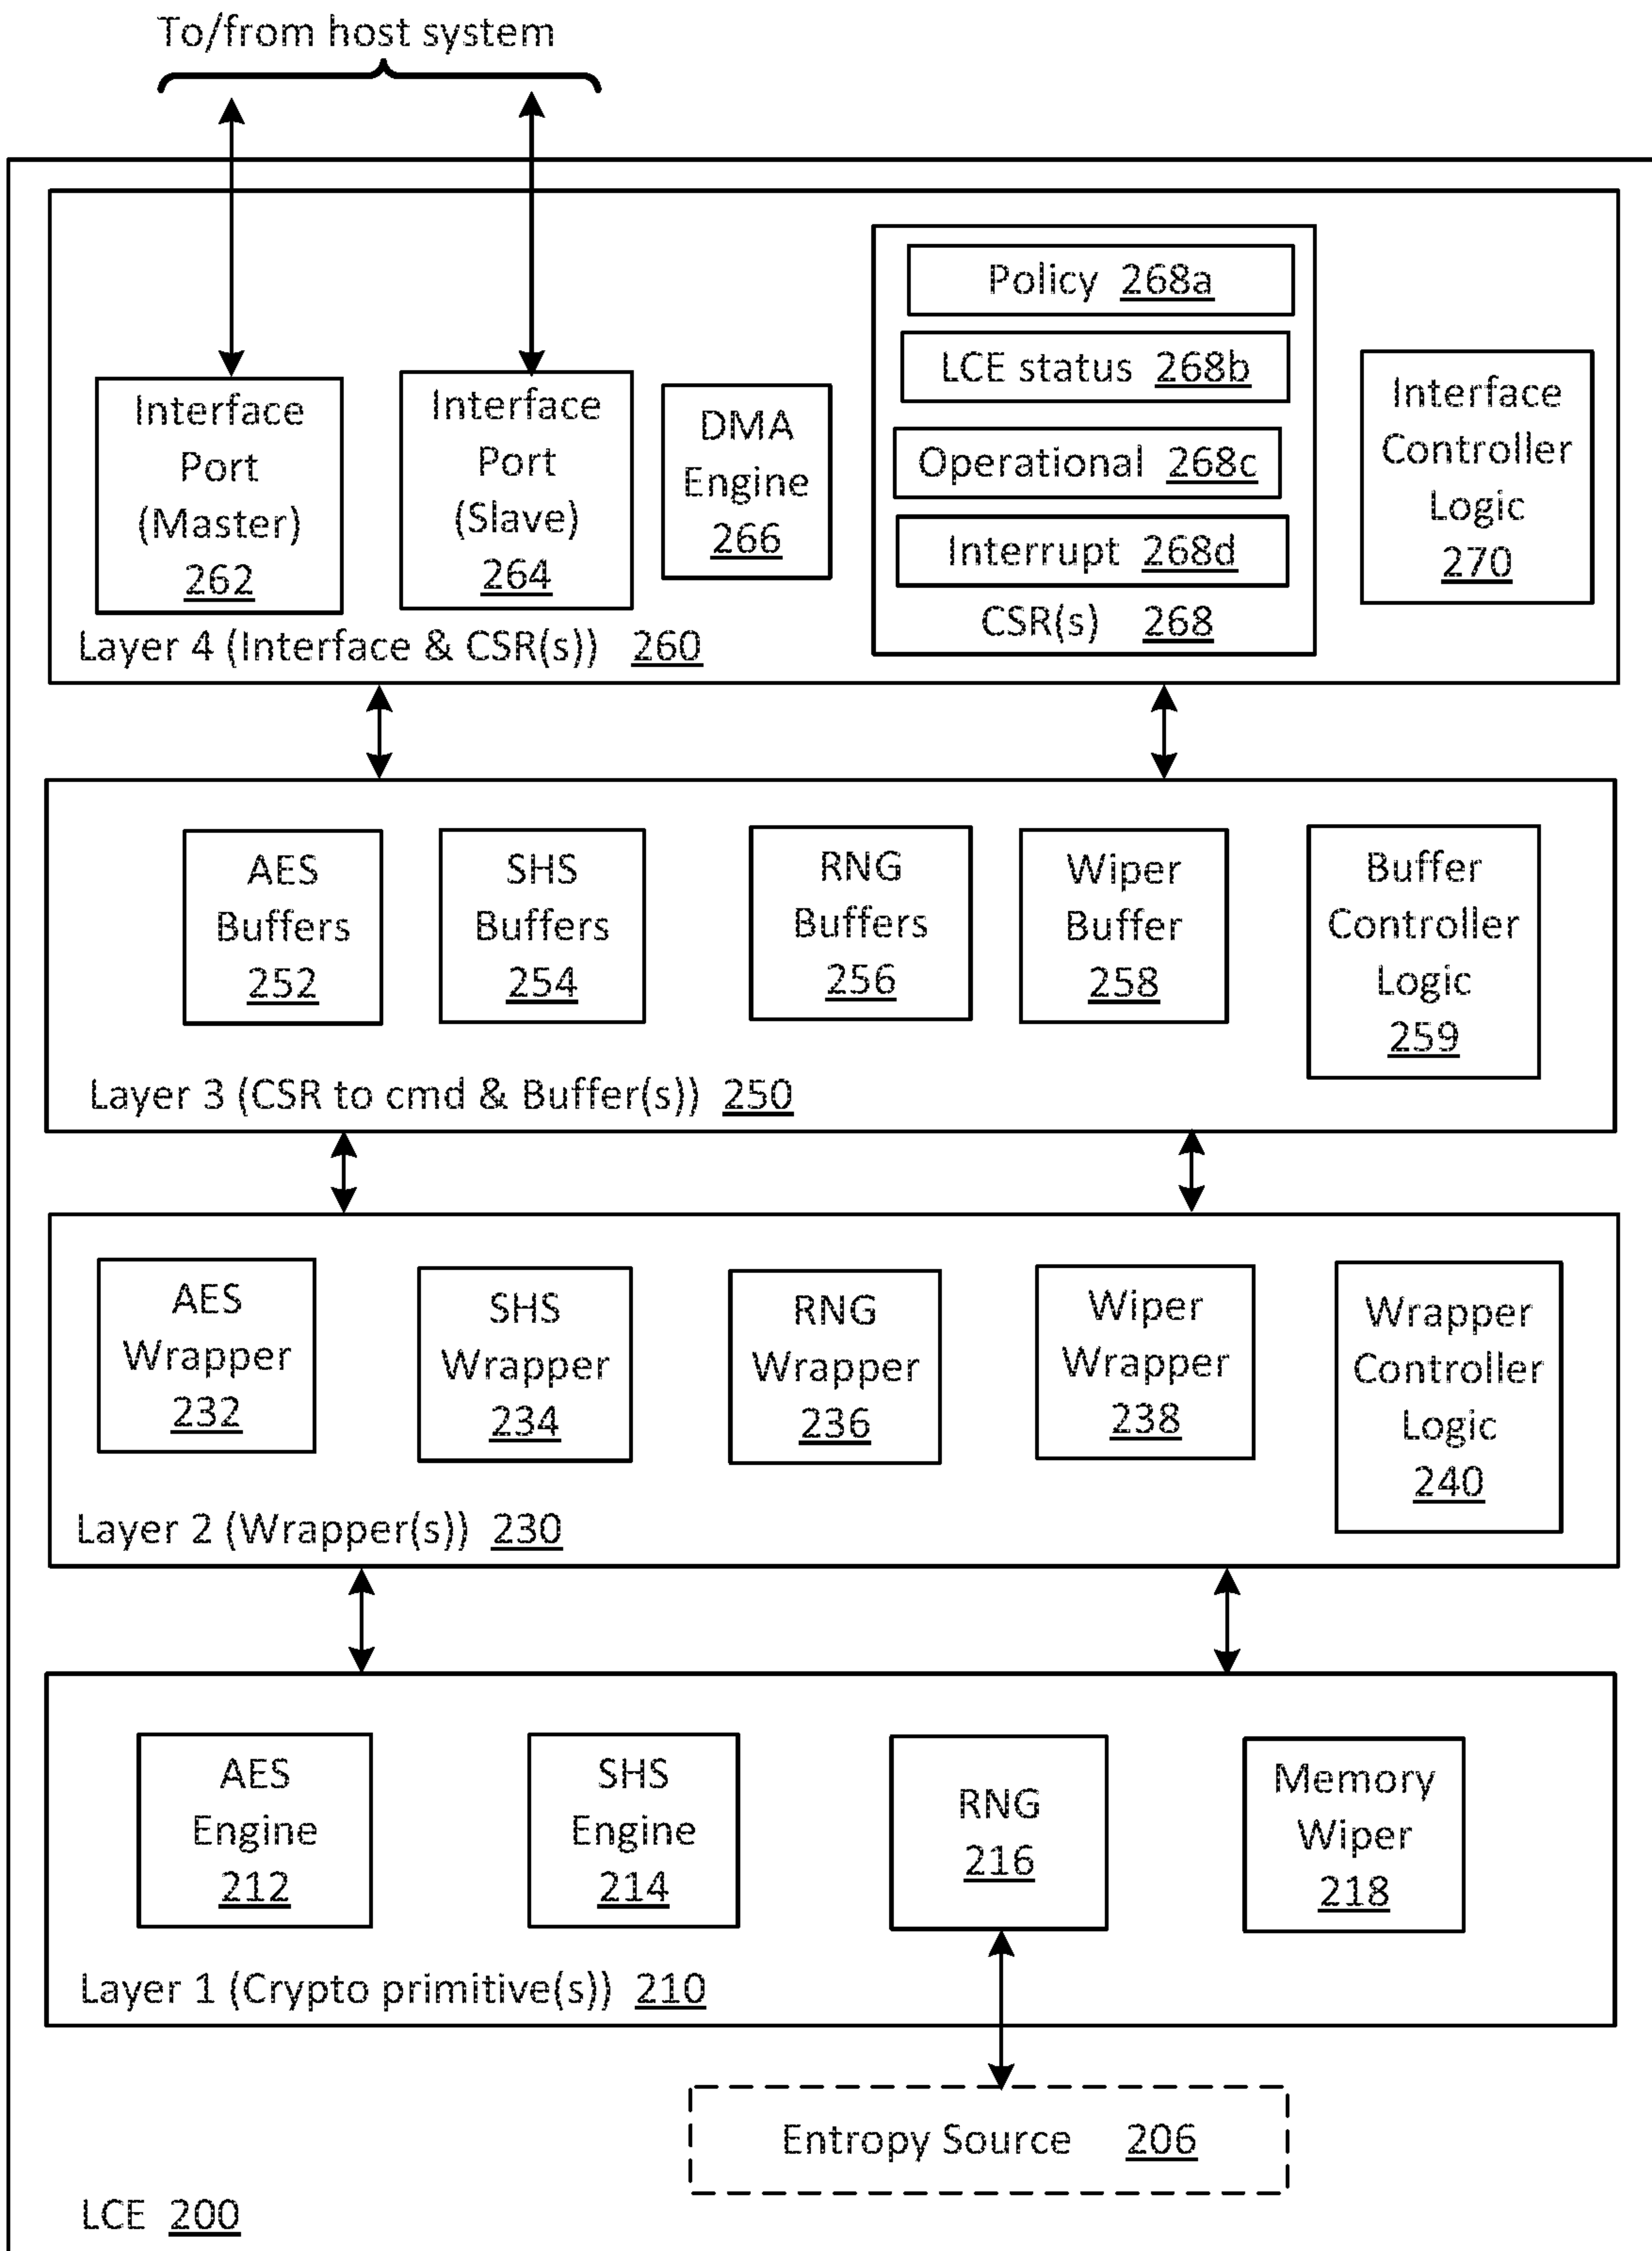 To/from host system
Policy 268a
LCE status 268b
Operational 268c
Interrupt 268d
CSR(s) 268
Interface
Port
(Master)
262
Interface
Port
(Slave)
264
DMA
Engine
266
Interface
Controller
Logic
270
Layer 4 (Interface & CSR(s)) 260
AES
Buffers
252
SHS
Buffers
254
RNG
Buffers
256
Wiper
Buffer
258
Buffer
Controller
Logic
259
Layer 3 (CSR to cmd & Buffer(s)) 250
AES
Wrapper
232
SHS
Wrapper
234
RNG
Wrapper
236
Wiper
Wrapper
238
Wrapper
Controller
Logic
240
Layer 2 (Wrapper(s)) 230
AES
Engine
212
SHS
Engine
214
RNG
216
Memory
Wiper
218
Layer 1 (Crypto primitive(s)) 210
Entropy Source 206
LCE 200